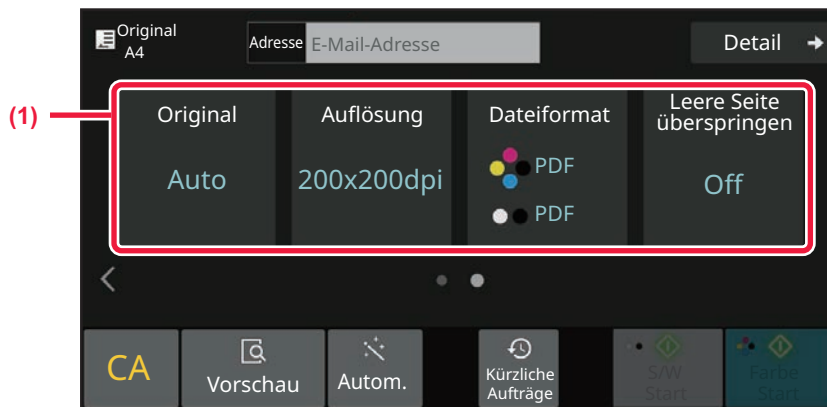 Original
A4
Adresse E-Mail-Adresse
Detail
(1)
Original
Auto
Auflösung
200x200dpi
Dateiformat
PDF
PDF
Leere Seite
überspringen
Off
CA
Vorschau
Autom.
Kürzliche
Aufträge
S/W
Start
Farbe
Start